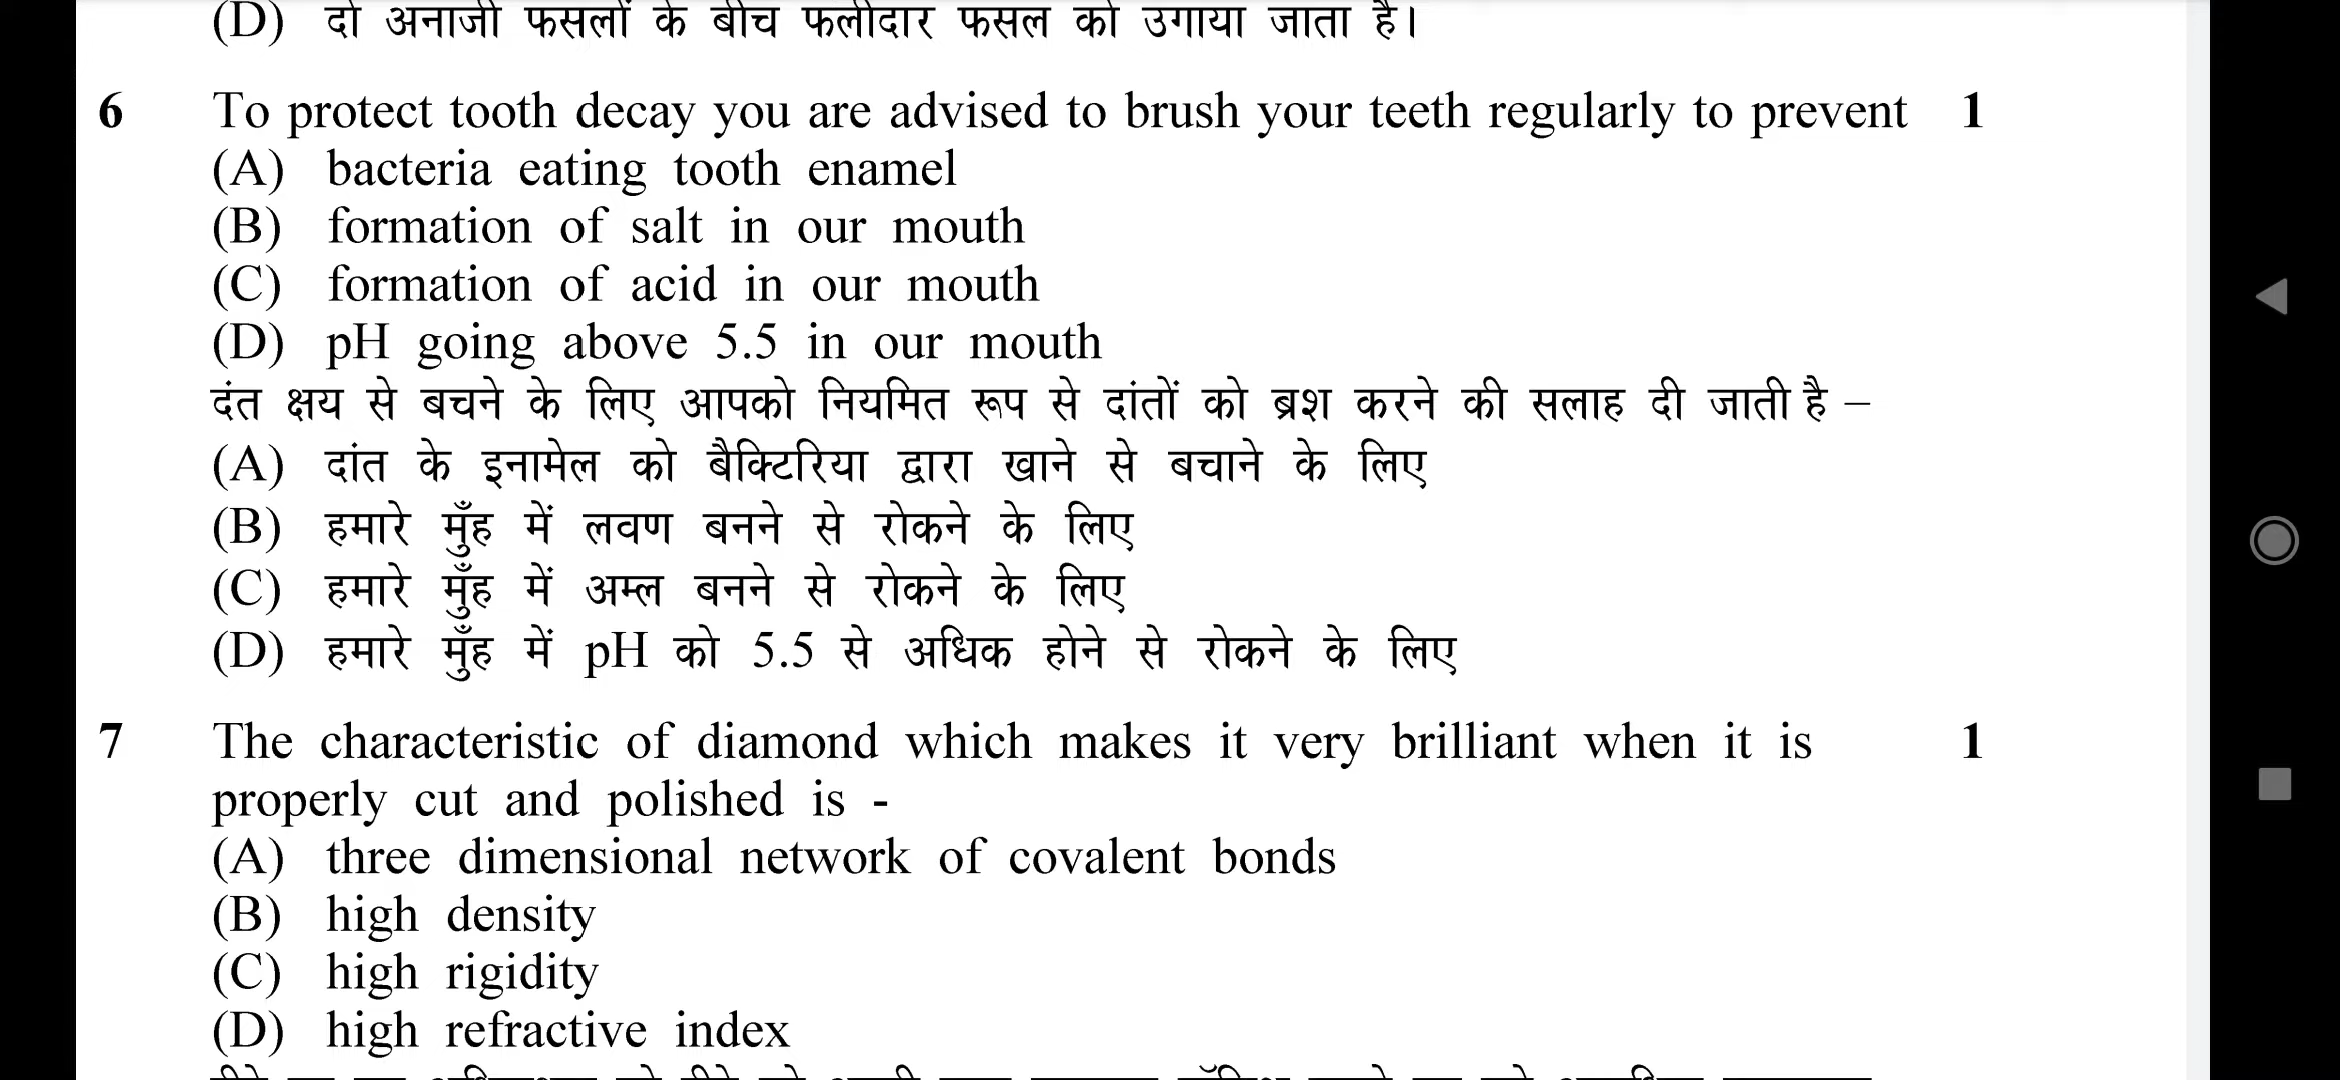 (D) दो अनाजी फसलों के बीच फलीदार फसल को उगाया जाता है।
6 To protect tooth decay you are advised to brush your teeth regularly to prevent 1
(A) bacteria eating tooth enamel
(B) formation of salt in our mouth
(C) formation of acid in our mouth
(D) pH going above 5.5 in our mouth
दंत क्षय से बचने के लिए आपको नियमित रूप से दांतों को ब्रश करने की सलाह दी जाती है –
(A) दांत के इनामेल को बैक्टिरिया द्वारा खाने से बचाने के लिए
(B) हमारे मुँह में लवण बनने से रोकने के लिए
(C) हमारे मुँह में अम्ल बनने से रोकने के लिए
(D) हमारे मुँह में pH को 5.5 से अधिक होने से रोकने के लिए
7 The characteristic of diamond which makes it very brilliant when it is 1
properly cut and polished is -
(A) three dimensional network of covalent bonds
(B) high density
(C) high rigidity
(D) high refractive index